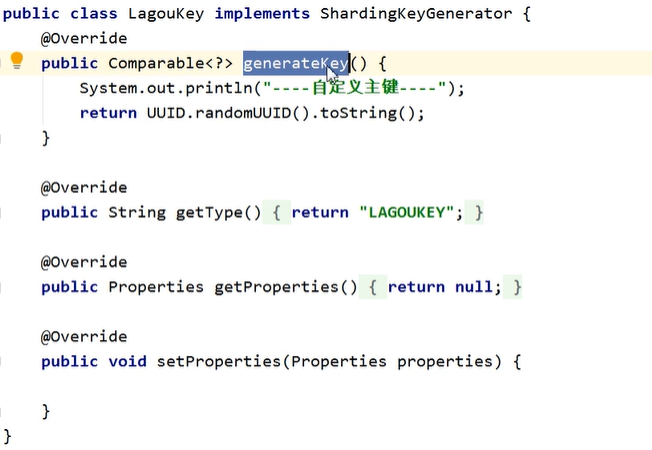 public class LagouKey implements ShardingKeyGenerator {
@Override
public Comparable<?> generateKey() {
System.out.println("----自定义主键----");
return UUID.randomUUID().toString();
}
@Override
public String getType() { return "LAGOUKEY"; }
@Override
public Properties getProperties() { return null; }
@Override
public void setProperties(Properties properties) {
}
}